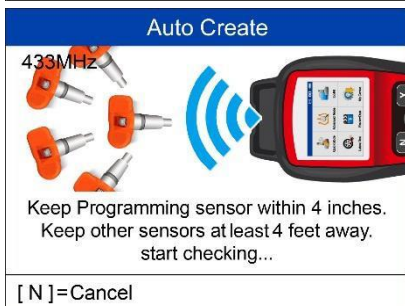 Auto Create
433MHz
Keep Programming sensor within 4 inches.
Keep other sensors at least 4 feet away.
start checking...
[ N ]=Cancel
Y
N